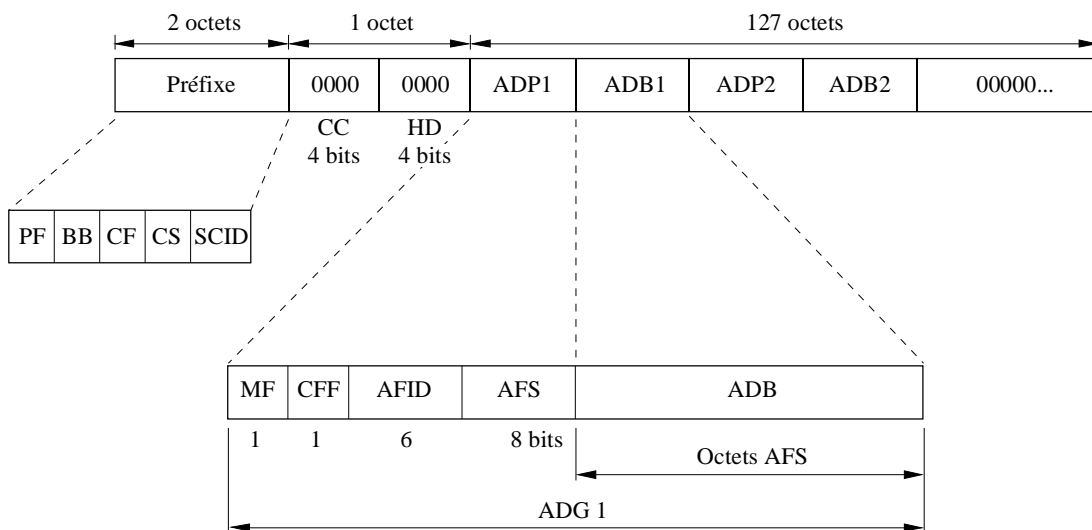 2 octets 1 octet 127 octets
Préfixe 0000 0000 ADP1 ADB1 ADP2 ADB2 00000...
CC HD
4 bits 4 bits
PF BB CF CS SCID
MF CFF AFID AFS ADB
1 1 6 8 bits
Octets AFS
ADG 1